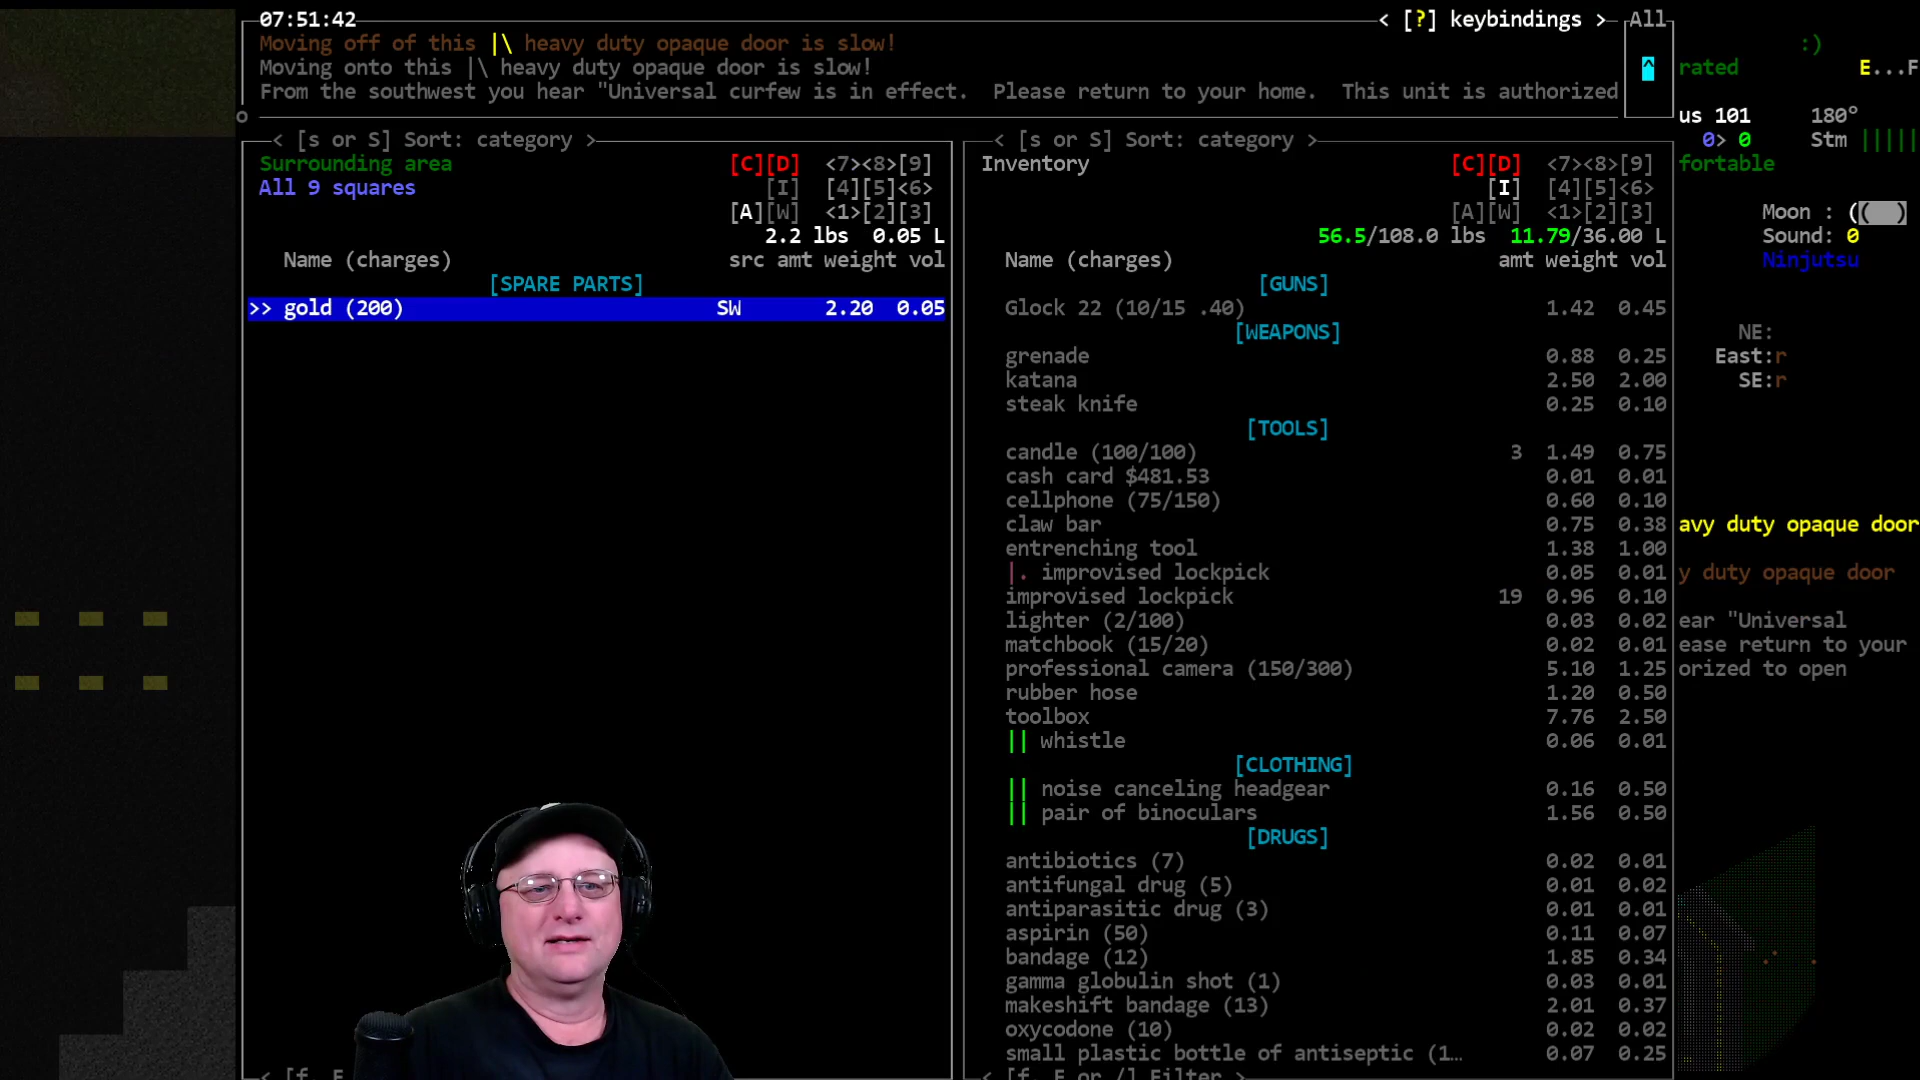 07:51:42 < [?] keybindings > All
Moving off of this |\ heavy duty opaque door is slow! :)
Moving onto this |\ heavy duty opaque door is slow! ^ rated E...F
From the southwest you hear "Universal curfew is in effect.  Please return to your home.  This unit is authorized
us 101 180°
< [s or S] Sort: category > < [s or S] Sort: category > 0> 0 Stm |||||
Surrounding area [C][D] <7><8>[9] Inventory [C][D] <7><8>[9] fortable
All 9 squares [I] [4][5]<6> [I] [4][5]<6>
[A][W] <1>[2][3] [A][W] <1>[2][3] Moon : (( )
2.2 lbs 0.05 L 56.5/108.0 lbs 11.79/36.00 L Sound: 0
Name (charges) src amt weight vol Name (charges) amt weight vol Ninjutsu
[SPARE PARTS] [GUNS]
>> gold (200) SW 2.20 0.05 Glock 22 (10/15 .40) 1.42 0.45
[WEAPONS] NE:
grenade 0.88 0.25 East:r
katana 2.50 2.00 SE:r
steak knife 0.25 0.10
[TOOLS]
candle (100/100) 3 1.49 0.75
cash card $481.53 0.01 0.01
cellphone (75/150) 0.60 0.10
claw bar 0.75 0.38 avy duty opaque door
entrenching tool 1.38 1.00
|. improvised lockpick 0.05 0.01 y duty opaque door
improvised lockpick 19 0.96 0.10
lighter (2/100) 0.03 0.02 ear "Universal
matchbook (15/20) 0.02 0.01 ease return to your
professional camera (150/300) 5.10 1.25 orized to open
rubber hose 1.20 0.50
toolbox 7.76 2.50
|| whistle 0.06 0.01
[CLOTHING]
|| noise canceling headgear 0.16 0.50
|| pair of binoculars 1.56 0.50
[DRUGS]
antibiotics (7) 0.02 0.01
antifungal drug (5) 0.01 0.02
antiparasitic drug (3) 0.01 0.01
aspirin (50) 0.11 0.07
bandage (12) 1.85 0.34
gamma globulin shot (1) 0.03 0.01
makeshift bandage (13) 2.01 0.37
oxycodone (10) 0.02 0.02
small plastic bottle of antiseptic (1… 0.07 0.25
< [f, F < [f, F or /] Filter >